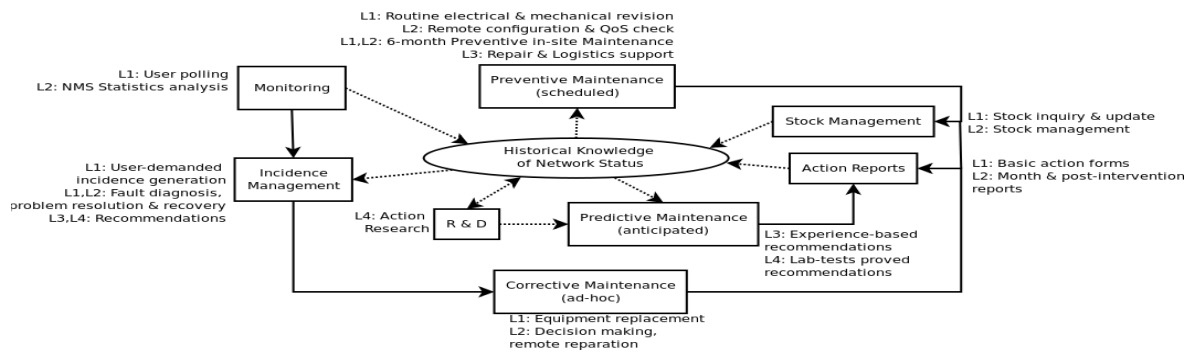 L1: Routine electrical & mechanical revision
L2: Remote configuration & QoS check
L1,L2: 6-month Preventive in-site Maintenance
L3: Repair & Logistics support
L1: User polling
L2: NMS Statistics analysis
Monitoring
Preventive Maintenance
(scheduled)
Stock Management
L1: Stock inquiry & update
L2: Stock management
Historical Knowledge
of Network Status
L1: User-demanded
incidence generation
L1,L2: Fault diagnosis,
problem resolution & recovery
L3,L4: Recommendations
Incidence
Management
Action Reports
L1: Basic action forms
L2: Month & post-intervention
reports
L4: Action
Research
R & D
Predictive Maintenance
(anticipated)
L3: Experience-based
recommendations
L4: Lab-tests proved
recommendations
Corrective Maintenance
(ad-hoc)
L1: Equipment replacement
L2: Decision making,
remote reparation